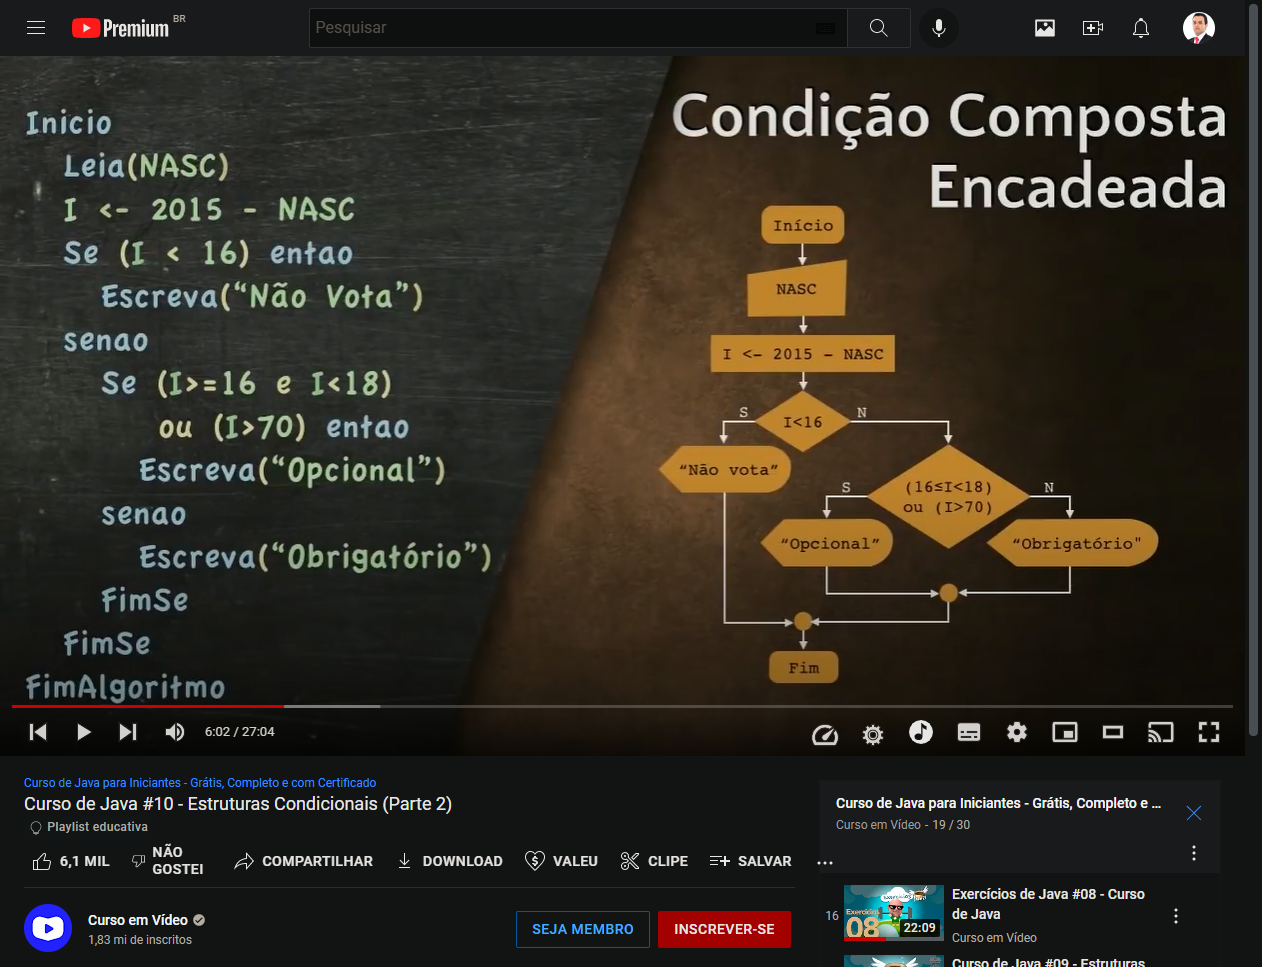 Premium BR
Pesquisar
Condição Composta
Encadeada
Inicio
Leia(NASC)
I <- 2015 - NASC
Se (I < 16) entao
Escreva("Não Vota")
senao
Se (I>=16 e I<18)
ou (I>70) entao
Escreva("Opcional")
senao
Escreva("Obrigatório")
FimSe
FimSe
FimAlgoritmo
Início
NASC
I <- 2015 - NASC
S
I<16
N
"Não vota"
S
(16≤I<18)
ou (I>70)
N
"Opcional"
"Obrigatório"
Fim
6:02 / 27:04
Curso de Java para Iniciantes - Grátis, Completo e com Certificado
Curso de Java #10 - Estruturas Condicionais (Parte 2)
Playlist educativa
6,1 MIL
NÃO
GOSTEI
COMPARTILHAR
DOWNLOAD
VALEU
CLIPE
SALVAR
Curso em Vídeo
1,83 mi de inscritos
SEJA MEMBRO
INSCREVER-SE
Curso de Java para Iniciantes - Grátis, Completo e ...
Curso em Vídeo - 19 / 30
16
Exercícios
08
22:09
Exercícios de Java #08 - Curso
de Java
Curso em Vídeo
Curso de Java #09 - Estruturas